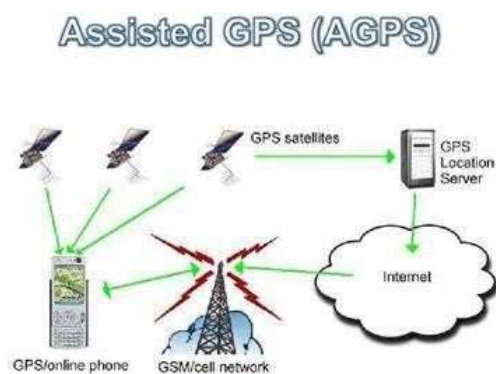 Assisted GPS (AGPS)
GPS satellites
GPS
Location
Server
Internet
GPS/online phone
GSM/cell network